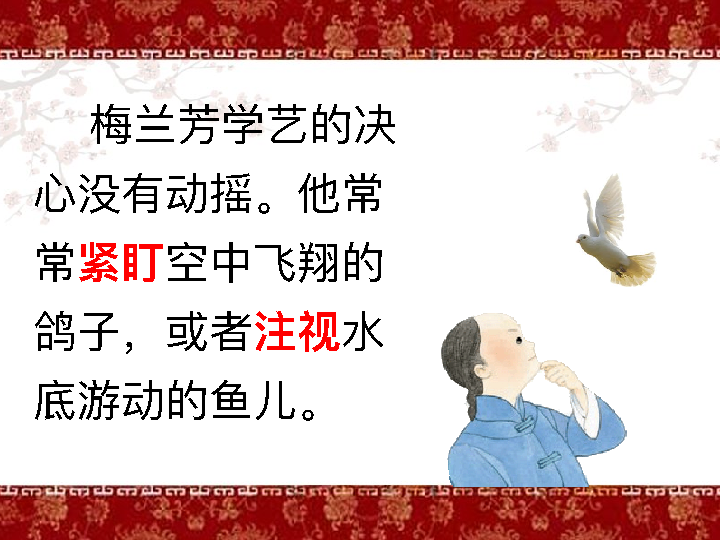 梅兰芳学艺的决
心没有动摇。他常
常紧盯空中飞翔的
鸽子，或者注视水
底游动的鱼儿。